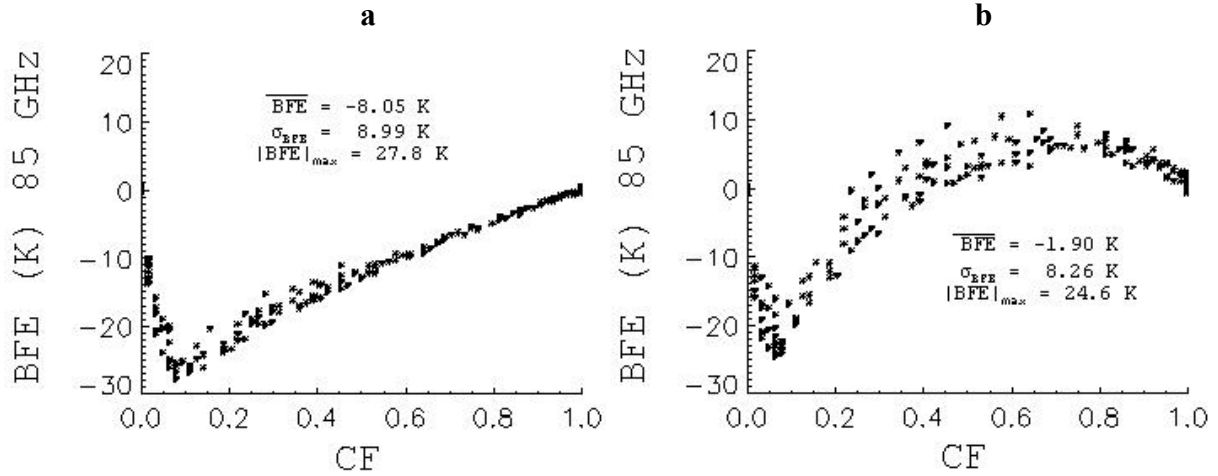 a
BFE (K) 85 GHz
20
10
0
-10
-20
-30
BFE = -8.05 K
σBFE = 8.99 K
|BFE|max = 27.8 K
0.0 0.2 0.4 0.6 0.8 1.0
CF
b
BFE (K) 85 GHz
20
10
0
-10
-20
-30
BFE = -1.90 K
σBFE = 8.26 K
|BFE|max = 24.6 K
0.0 0.2 0.4 0.6 0.8 1.0
CF